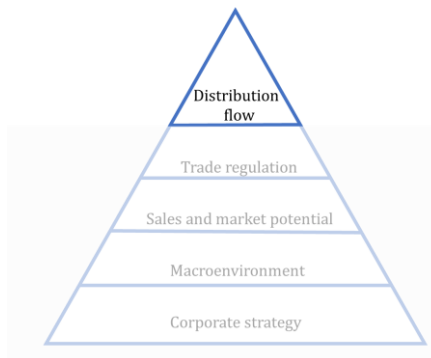 Distribution
flow
Trade regulation
Sales and market potential
Macroenvironment
Corporate strategy